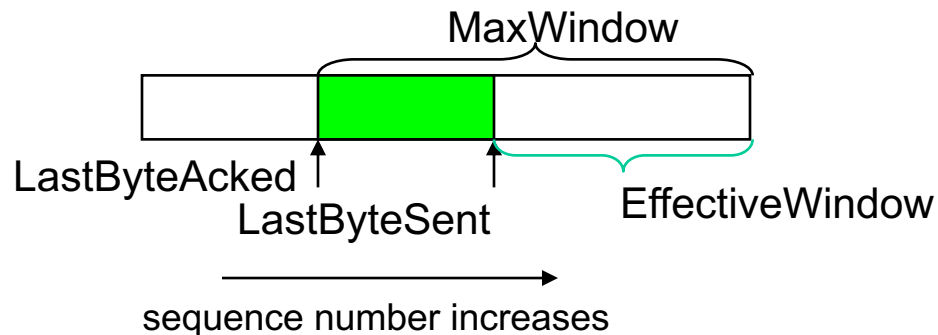 MaxWindow
LastByteAcked
LastByteSent
EffectiveWindow
sequence number increases